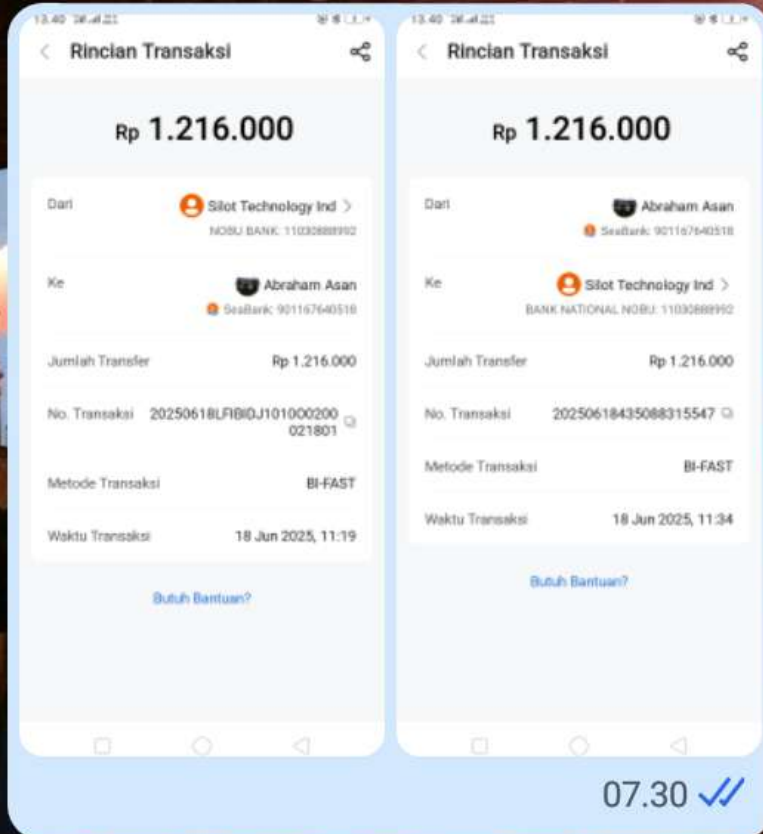 13.40
Rincian Transaksi
Rp 1.216.000
Dari
Silot Technology Ind
NOBU BANK: 11030888992
Ke
Abraham Asan
SeaBank: 901167640518
Jumlah Transfer
Rp 1.216.000
No. Transaksi
20250618LFIBIDJ101000200
021801
Metode Transaksi
BI-FAST
Waktu Transaksi
18 Jun 2025, 11:19
Butuh Bantuan?
13.40
Rincian Transaksi
Rp 1.216.000
Dari
Abraham Asan
SeaBank: 901167640518
Ke
Silot Technology Ind
BANK NATIONAL NOBU: 11030888992
Jumlah Transfer
Rp 1.216.000
No. Transaksi
20250618435088315547
Metode Transaksi
BI-FAST
Waktu Transaksi
18 Jun 2025, 11:34
Butuh Bantuan?
07.30